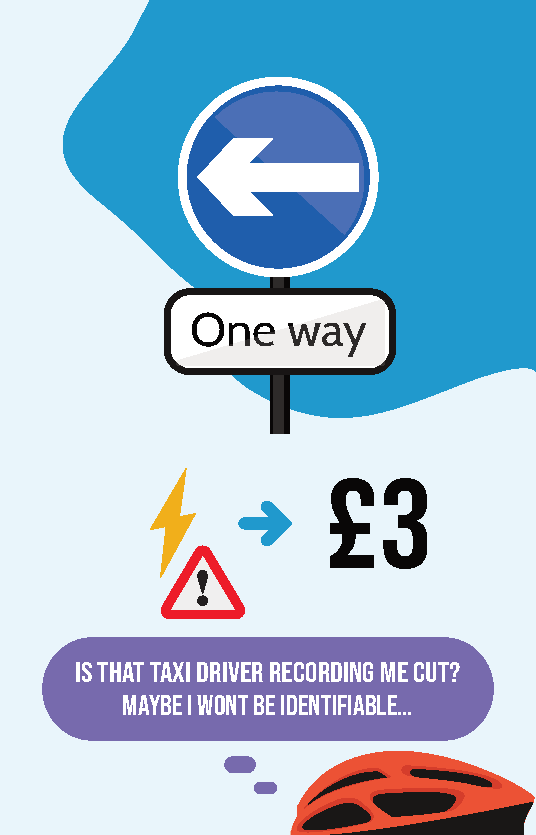 One way
£3
IS THAT TAXI DRIVER RECORDING ME CUT?
MAYBE I WONT BE IDENTIFIABLE...